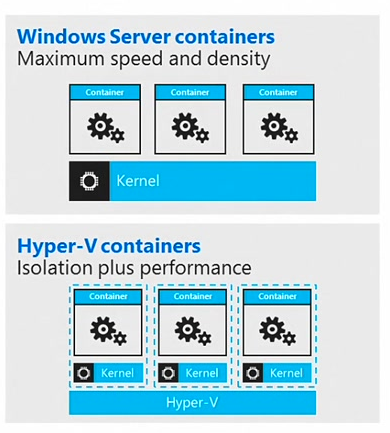 Windows Server containers
Maximum speed and density
Container Container Container
Kernel
Hyper-V containers
Isolation plus performance
Container Container Container
Kernel Kernel Kernel
Hyper-V